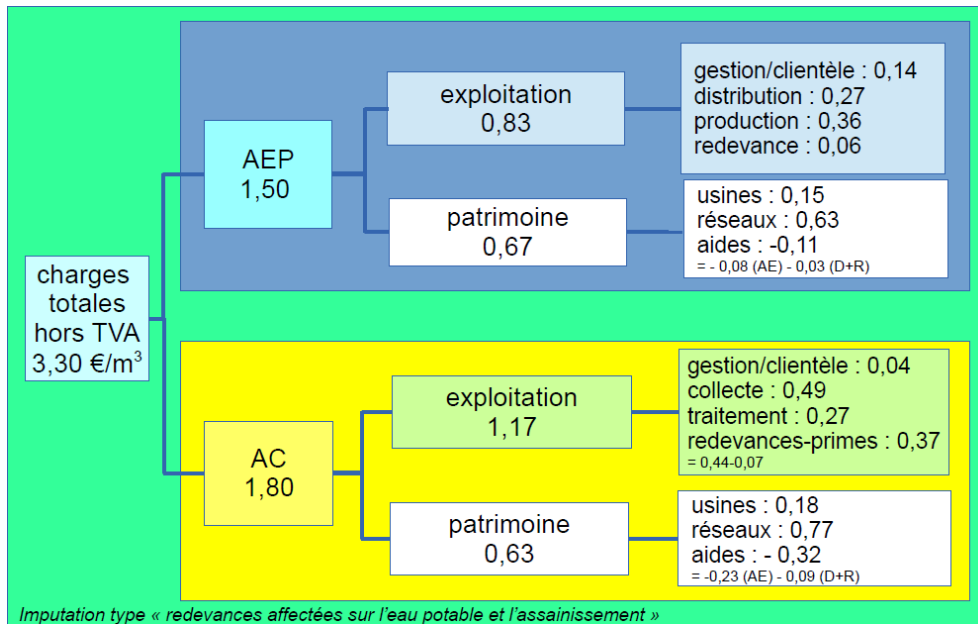 charges
totales
hors TVA
3,30 €/m³
AEP
1,50
exploitation
0,83
gestion/clientèle : 0,14
distribution : 0,27
production : 0,36
redevance : 0,06
patrimoine
0,67
usines : 0,15
réseaux : 0,63
aides : -0,11
= - 0,08 (AE) - 0,03 (D+R)
AC
1,80
exploitation
1,17
gestion/clientèle : 0,04
collecte : 0,49
traitement : 0,27
redevances-primes : 0,37
= 0,44-0,07
patrimoine
0,63
usines : 0,18
réseaux : 0,77
aides : - 0,32
= -0,23 (AE) - 0,09 (D+R)
Imputation type « redevances affectées sur l'eau potable et l'assainissement »